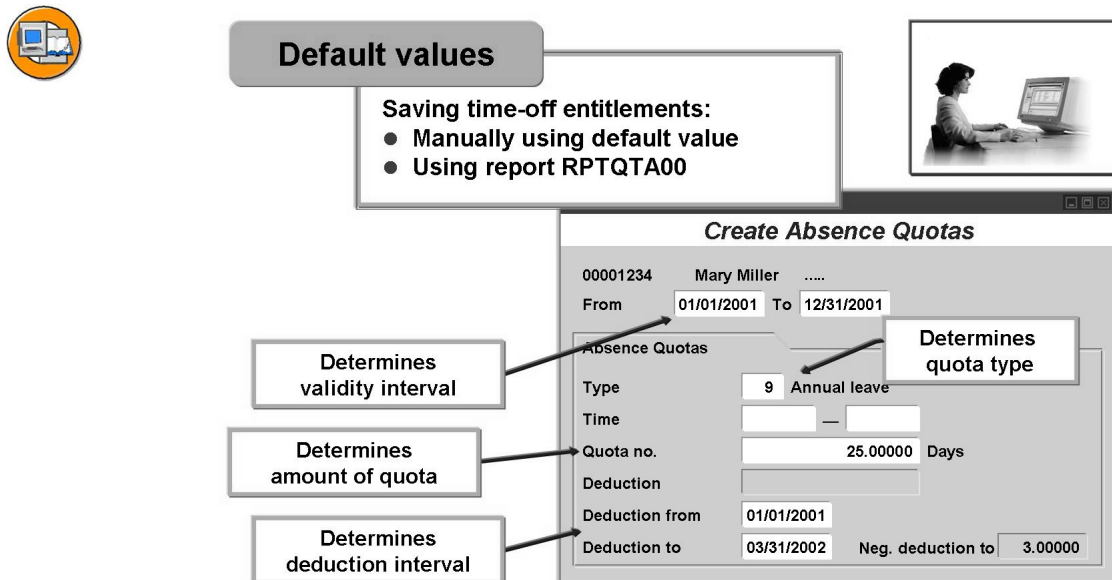 Default values
Saving time-off entitlements:
● Manually using default value
● Using report RPTQTA00
Create Absence Quotas
00001234 Mary Miller .....
From 01/01/2001 To 12/31/2001
Determines
validity interval
Determines
quota type
Absence Quotas
Type 9 Annual leave
Time —
Determines
amount of quota
Quota no. 25.00000 Days
Deduction
Determines
deduction interval
Deduction from 01/01/2001
Deduction to 03/31/2002 Neg. deduction to 3.00000